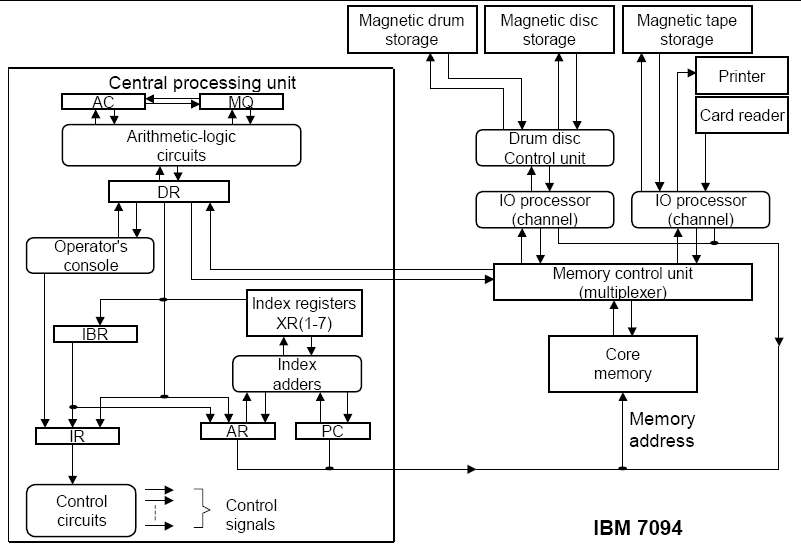 Magnetic drum
storage
Magnetic disc
storage
Magnetic tape
storage
Printer
Card reader
Central processing unit
AC
MQ
Arithmetic-logic
circuits
Drum disc
Control unit
DR
IO processor
(channel)
IO processor
(channel)
Operator's
console
Memory control unit
(multiplexer)
Index registers
XR(1-7)
IBR
Core
memory
Index
adders
IR
AR
PC
Memory
address
Control
circuits
Control
signals
IBM 7094